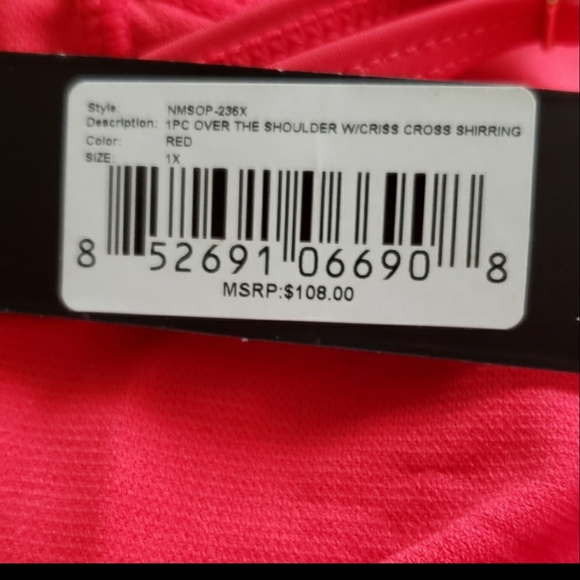 Style: NMSOP-236X
Description: 1PC OVER THE SHOULDER W/CRISS CROSS SHIRRING
Color: RED
SIZE: 1X
8 52691 06690 8
MSRP:$108.00